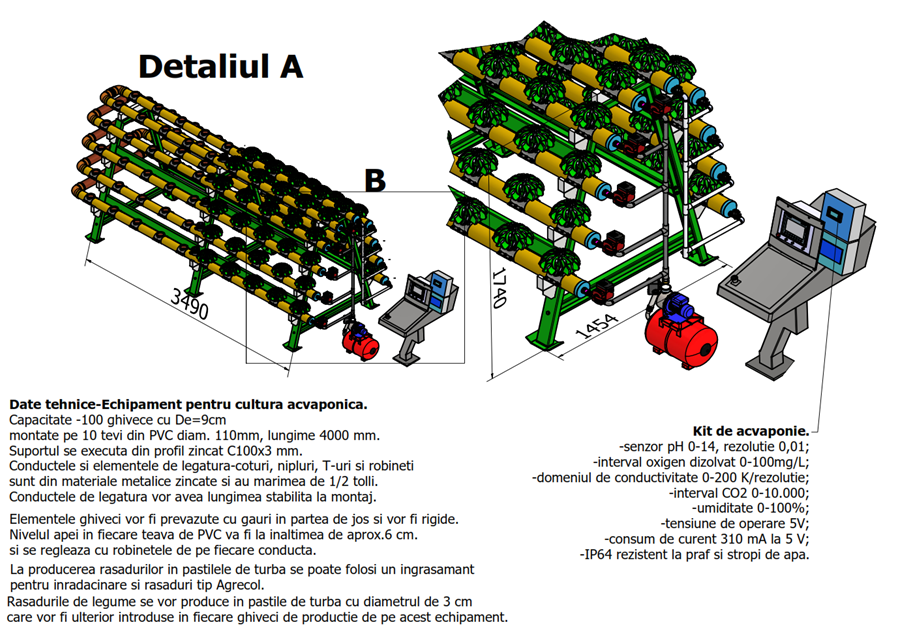 Detaliul A
B
3490
1740
1454
Date tehnice-Echipament pentru cultura acvaponica.
Capacitate -100 ghivece cu De=9cm
montate pe 10 tevi din PVC diam. 110mm, lungime 4000 mm.
Suportul se executa din profil zincat C100x3 mm.
Conductele si elementele de legatura-coturi, nipluri, T-uri si robineti
sunt din materiale metalice zincate si au marimea de 1/2 tolli.
Conductele de legatura vor avea lungimea stabilita la montaj.
Elementele ghiveci vor fi prevazute cu gauri in partea de jos si vor fi rigide.
Nivelul apei in fiecare teava de PVC va fi la inaltimea de aprox.6 cm.
si se regleaza cu robinetele de pe fiecare conducta.
La producerea rasadurilor in pastilele de turba se poate folosi un ingrasamant
pentru inradacinare si rasaduri tip Agrecol.
Rasadurile de legume se vor produce in pastile de turba cu diametrul de 3 cm
care vor fi ulterior introduse in fiecare ghiveci de productie de pe acest echipament.
Kit de acvaponie.
-senzor pH 0-14, rezolutie 0,01;
-interval oxigen dizolvat 0-100mg/L;
-domeniul de conductivitate 0-200 K/rezolutie;
-interval CO2 0-10.000;
-umiditate 0-100%;
-tensiune de operare 5V;
-consum de curent 310 mA la 5 V;
-IP64 rezistent la praf si stropi de apa.